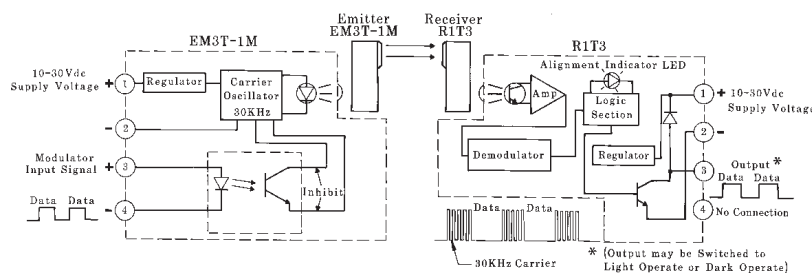 Emitter
EM3T-1M
Receiver
R1T3
EM3T-1M
10-30Vdc
Supply Voltage
+
1
Regulator
Carrier
Oscillator
30KHz
-
2
Modulator
Input Signal
+
3
Inhibit
Data Data
-
4
R1T3
Alignment Indicator LED
Amp
Logic
Section
Demodulator
Regulator
1
+
10-30Vdc
Supply Voltage
2
-
3
Output *
Data Data
4
No Connection
Data Data
30KHz Carrier
* (Output may be Switched to
Light Operate or Dark Operate)